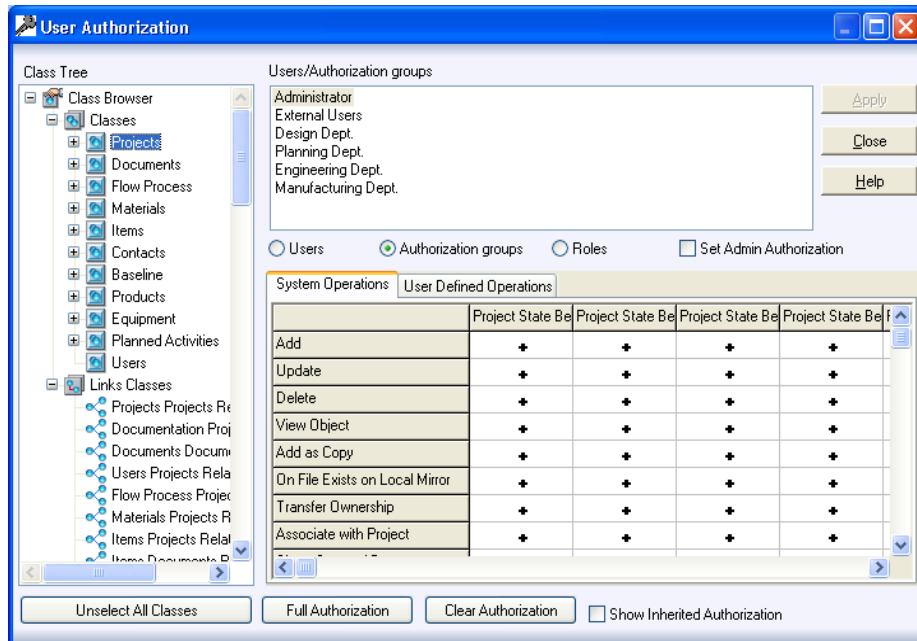 User Authorization
Class Tree
Class Browser
Classes
Projects
Documents
Flow Process
Materials
Items
Contacts
Baseline
Products
Equipment
Planned Activities
Users
Links Classes
Projects Projects Re
Documentation Proj
Documents Docum
Users Projects Rela
Flow Process Projec
Materials Projects R
Items Projects Relat
Items Documents R
Users/Authorization groups
Administrator
External Users
Design Dept.
Planning Dept.
Engineering Dept.
Manufacturing Dept.
Apply
Close
Help
Users Authorization groups Roles Set Admin Authorization
System Operations User Defined Operations
Project State Be Project State Be Project State Be Project State Be
Add
Update
Delete
View Object
Add as Copy
On File Exists on Local Mirror
Transfer Ownership
Associate with Project
Unselect All Classes Full Authorization Clear Authorization Show Inherited Authorization